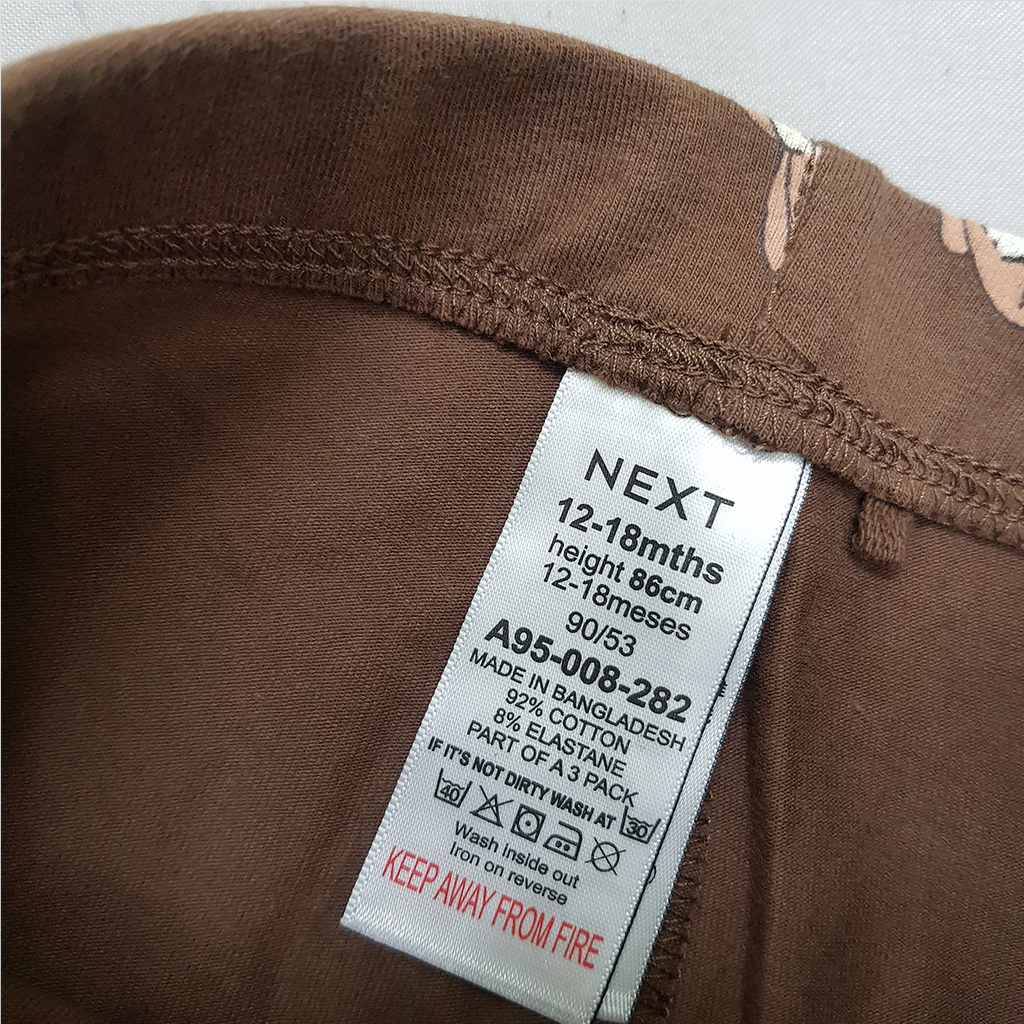 NEXT
12-18mths
height 86cm
12-18meses
90/53
A95-008-282
MADE IN BANGLADESH
92% COTTON
8% ELASTANE
PART OF A 3 PACK
IF IT'S NOT DIRTY WASH AT 30
40
Wash inside out
Iron on reverse
KEEP AWAY FROM FIRE